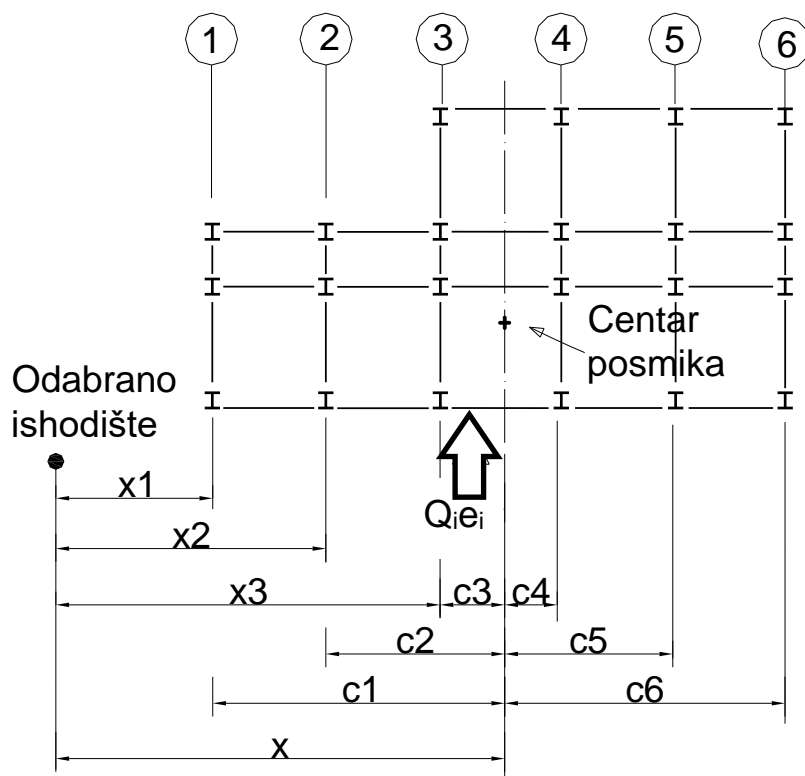 1 2 3 4 5 6
Centar
posmika
Odabrano
ishodište
x1
Qᵢeᵢ
x2
x3 c3 c4
c2 c5
c1 c6
x